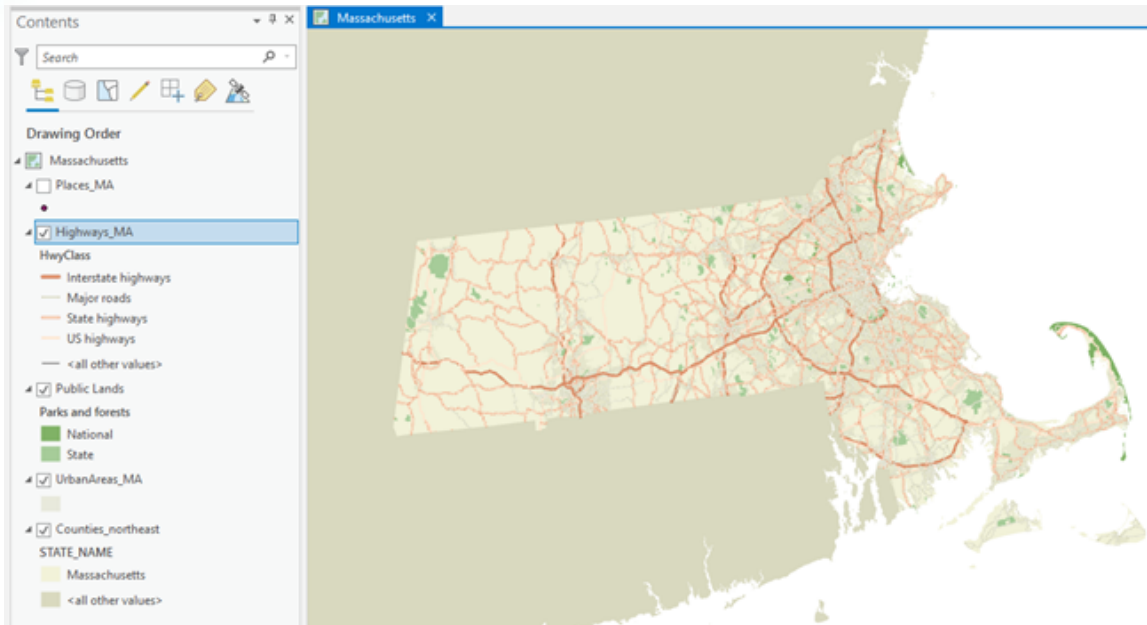 Contents
Massachusetts
Search
Drawing Order
Massachusetts
Places_MA
Highways_MA
HwyClass
Interstate highways
Major roads
State highways
US highways
<all other values>
Public Lands
Parks and forests
National
State
UrbanAreas_MA
Counties_northeast
STATE_NAME
Massachusetts
<all other values>